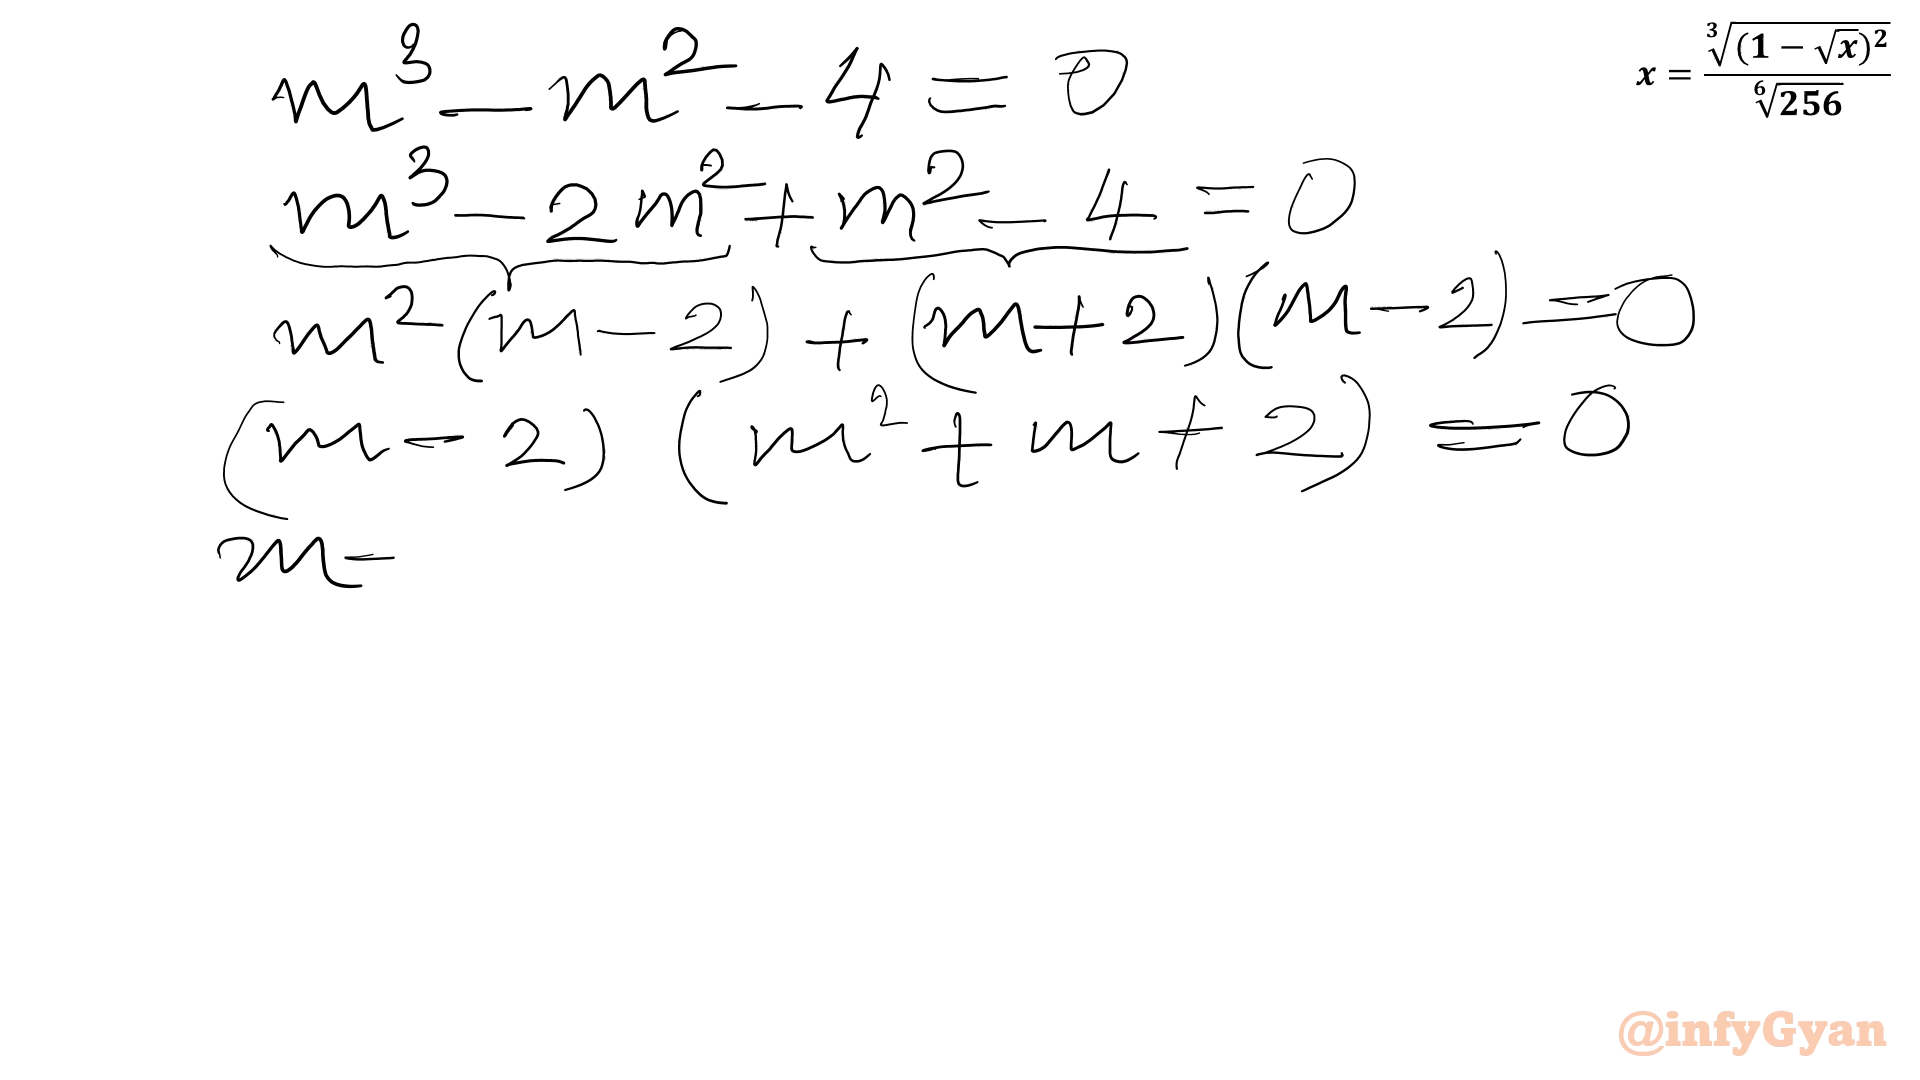 m³ - m² - 4 = 0
x = ∛((1 - √x)²) / ⁶√256
m³ - 2m² + m² - 4 = 0
m²(m - 2) + (m + 2)(m - 2) = 0
(m - 2) (m² + m + 2) = 0
m =
@infyGyan